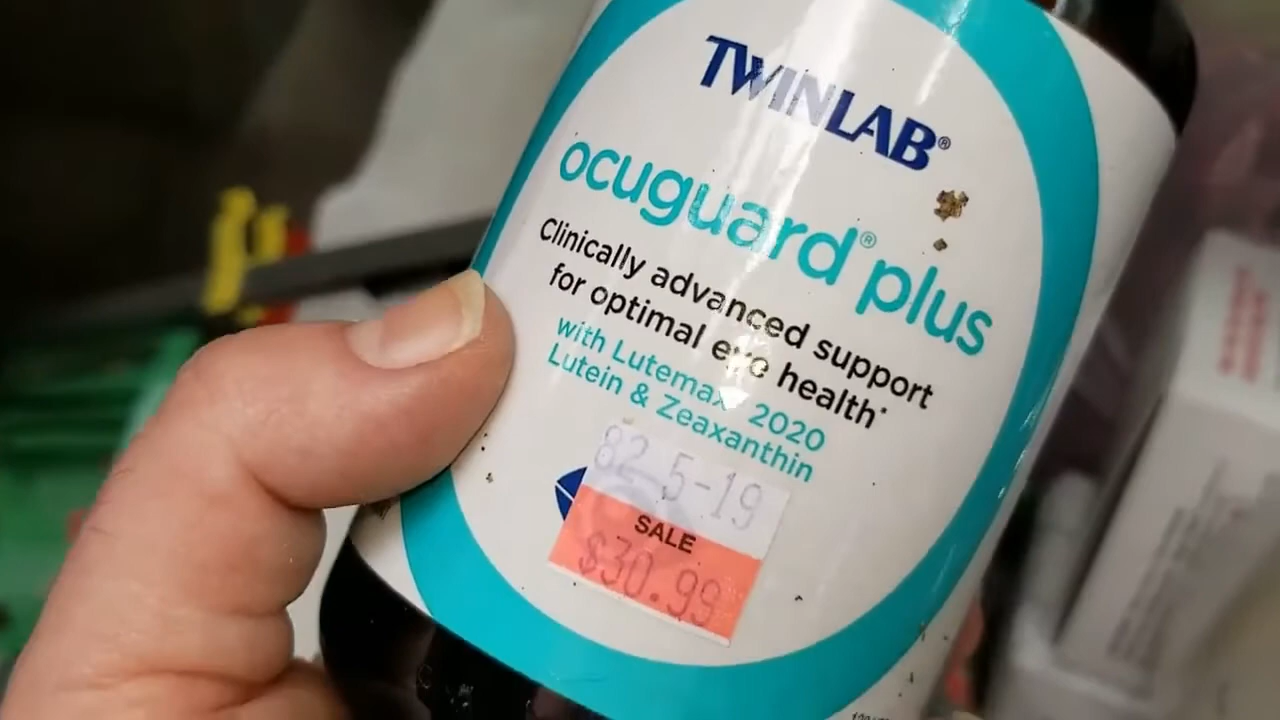 TWINLAB®
ocuguard® plus
Clinically advanced support
for optimal eye health*
with Lutemax 2020
Lutein & Zeaxanthin
82 5-19
SALE
$30.99